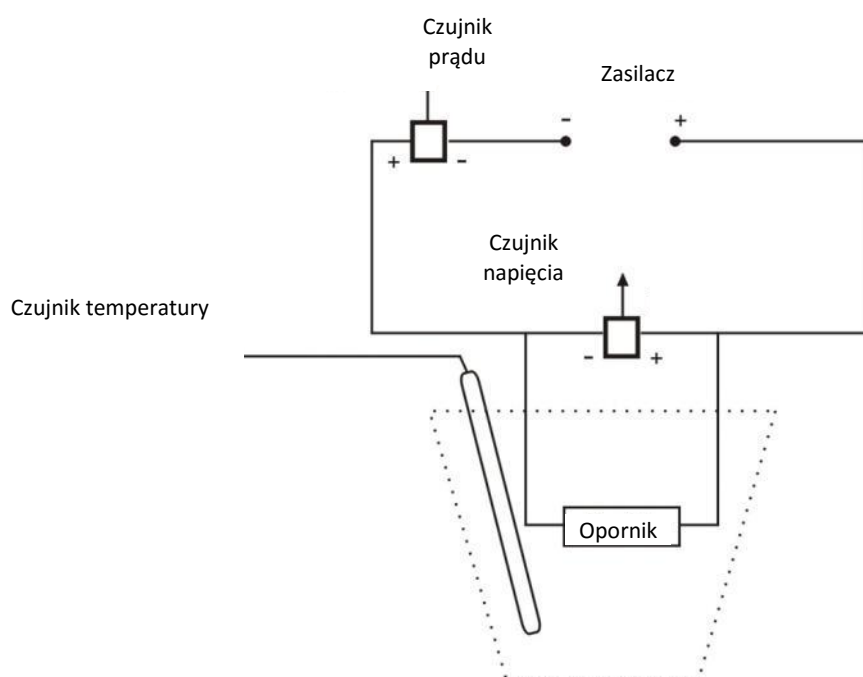 Czujnik
prądu
Zasilacz
- +
+ -
Czujnik
napięcia
Czujnik temperatury
- +
Opornik